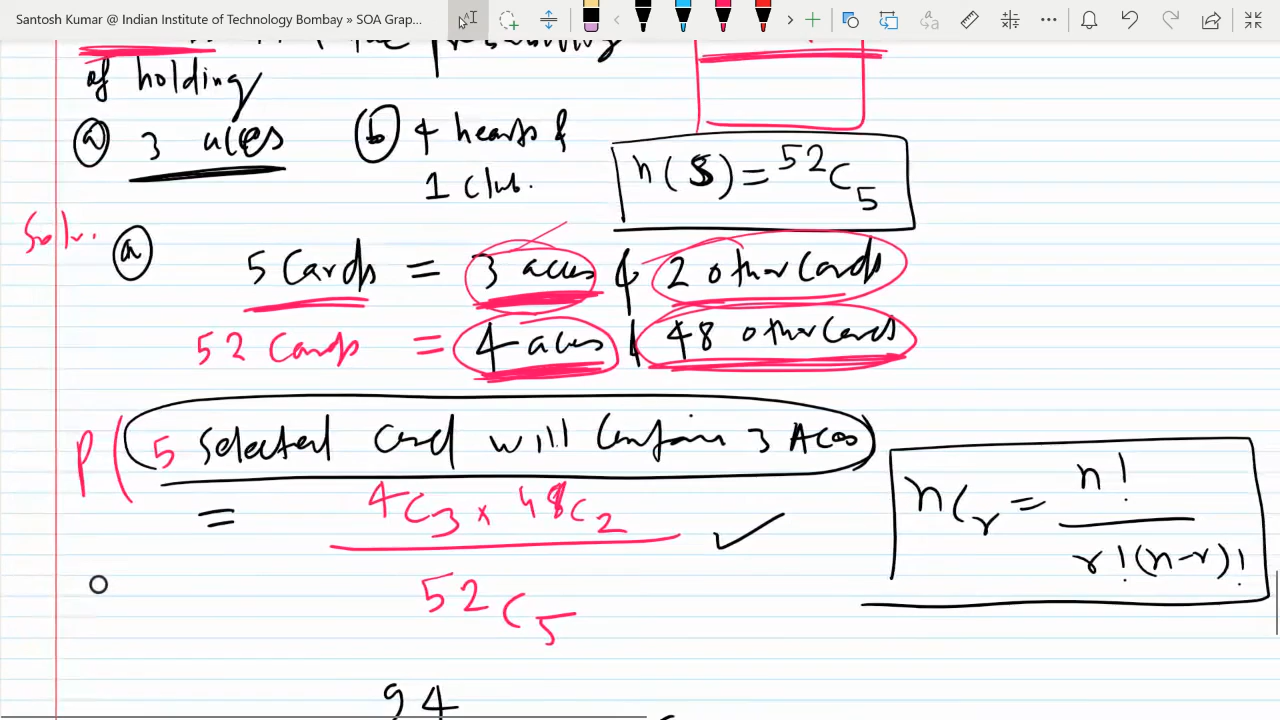 Santosh Kumar @ Indian Institute of Technology Bombay » SOA Grap...
of holding
(a) 3 aces (b) 4 hearts &
1 Club.
n(S) = ⁵²C₅
Solv.
(a) 5 Cards = 3 aces & 2 other Cards
52 Cards = 4 aces & 48 other Cards
P( 5 Selected Card will Contain 3 Aces )
= ⁴C₃ × ⁴⁸C₂
⁵²C₅
nCr = n!
r!(n-r)!
94